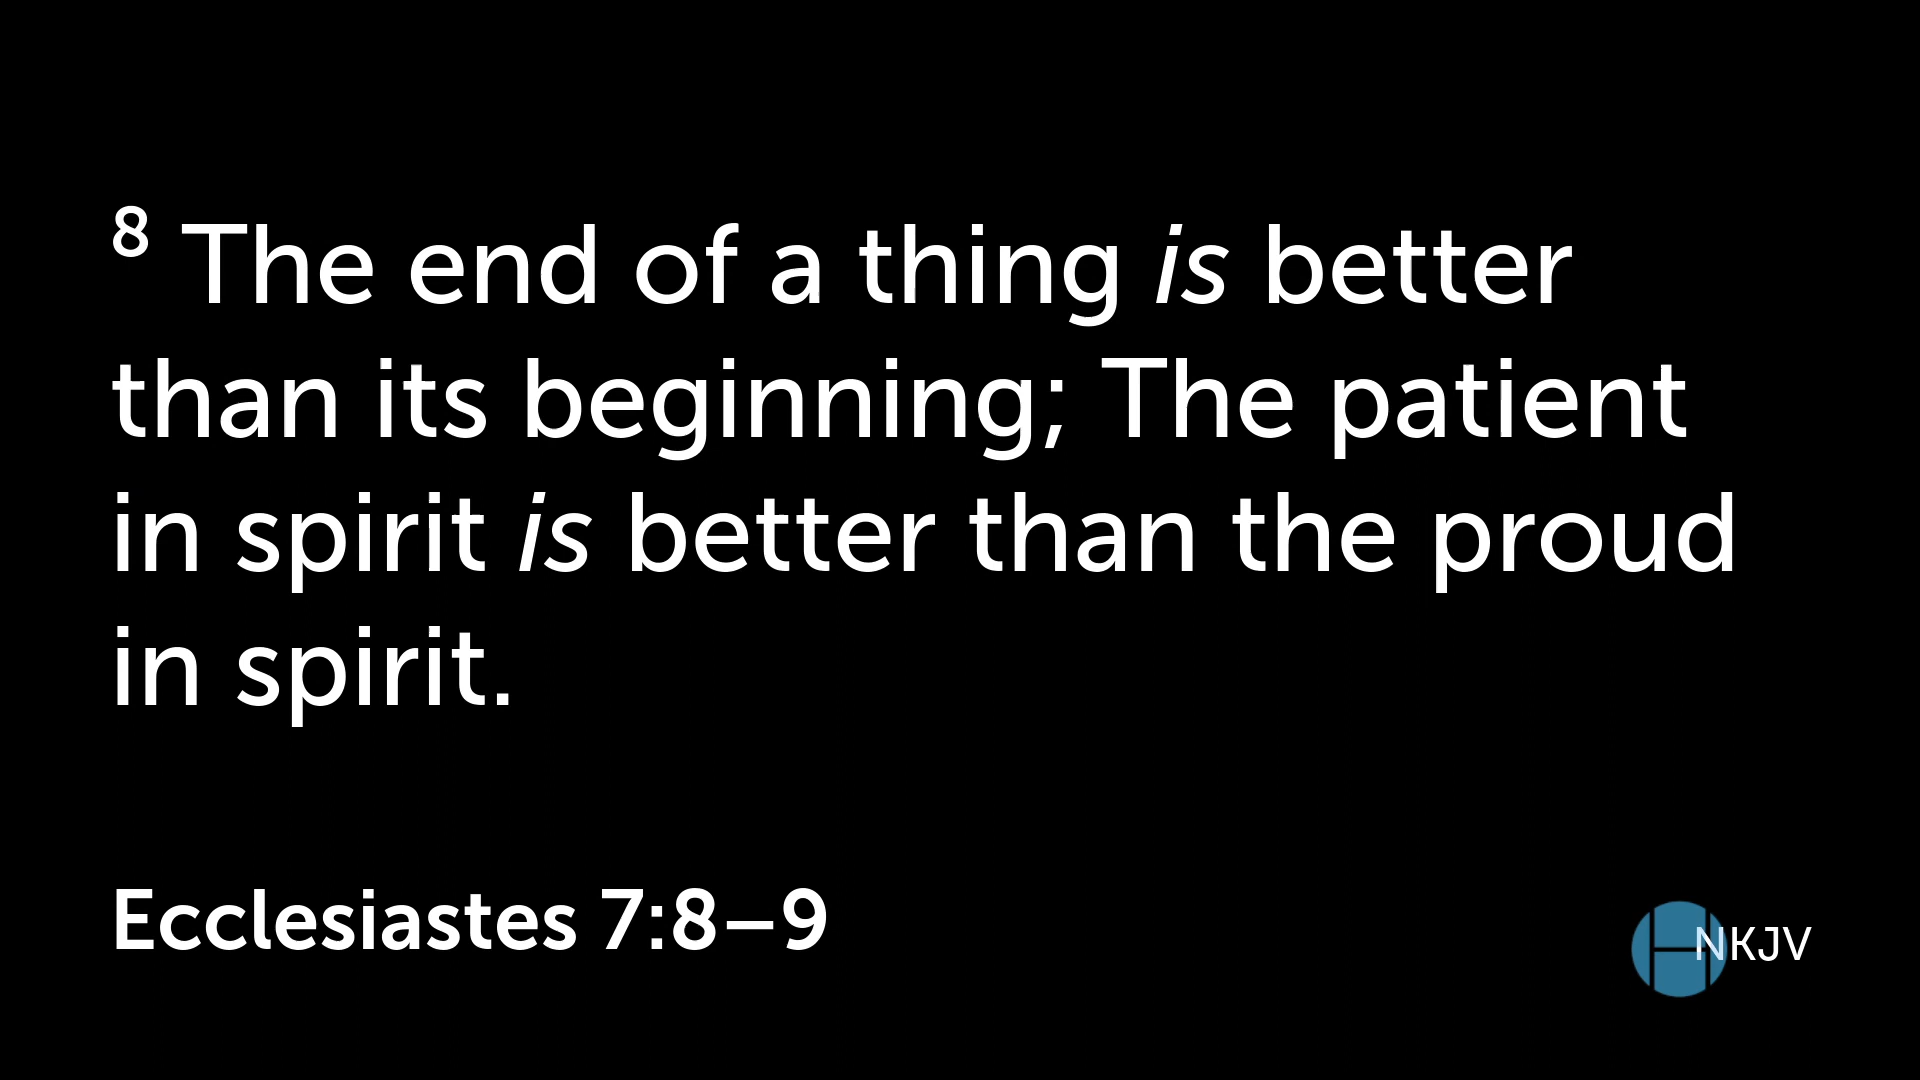 8 The end of a thing is better
than its beginning; The patient
in spirit is better than the proud
in spirit.
Ecclesiastes 7:8–9
NKJV